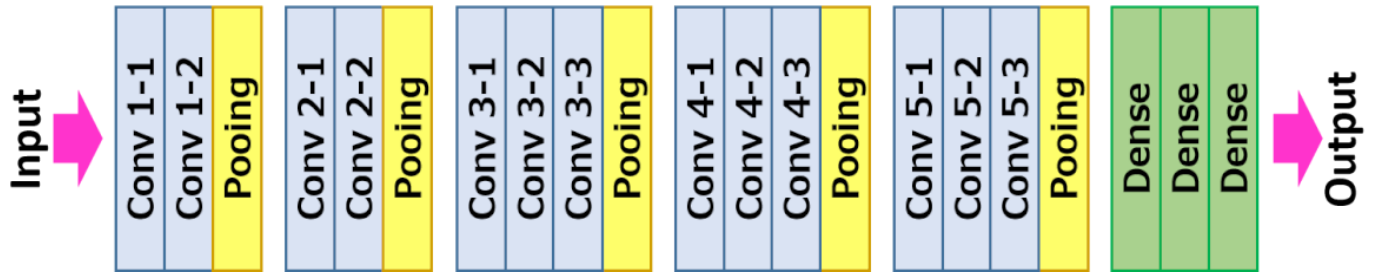 Input
Conv 1-1
Conv 1-2
Pooing
Conv 2-1
Conv 2-2
Pooing
Conv 3-1
Conv 3-2
Conv 3-3
Pooing
Conv 4-1
Conv 4-2
Conv 4-3
Pooing
Conv 5-1
Conv 5-2
Conv 5-3
Pooing
Dense
Dense
Dense
Output